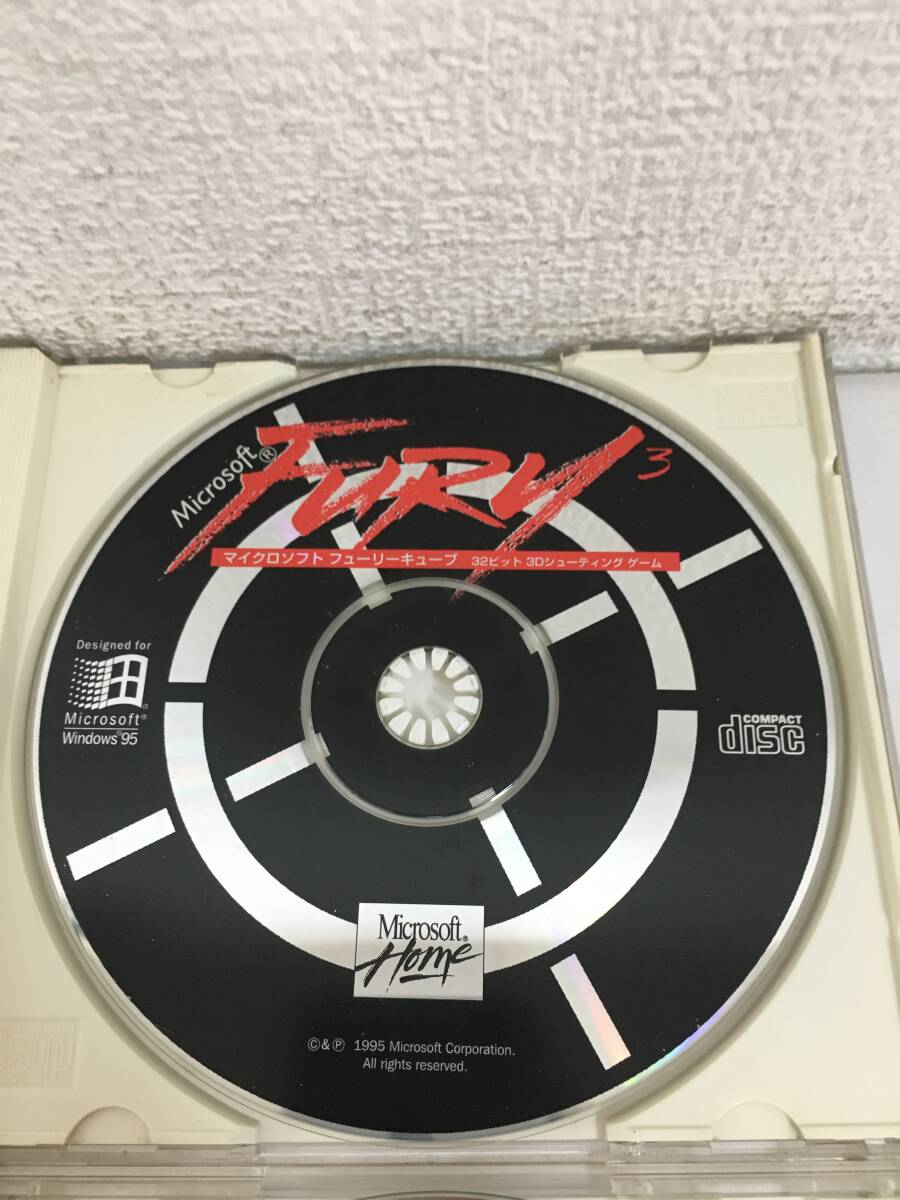 Microsoft®
FURY3
マイクロソフト フューリーキューブ 32ビット 3Dシューティング ゲーム
Designed for
Microsoft®
Windows®95
COMPACT
disc
Microsoft®
Home
©&℗ 1995 Microsoft Corporation.
All rights reserved.